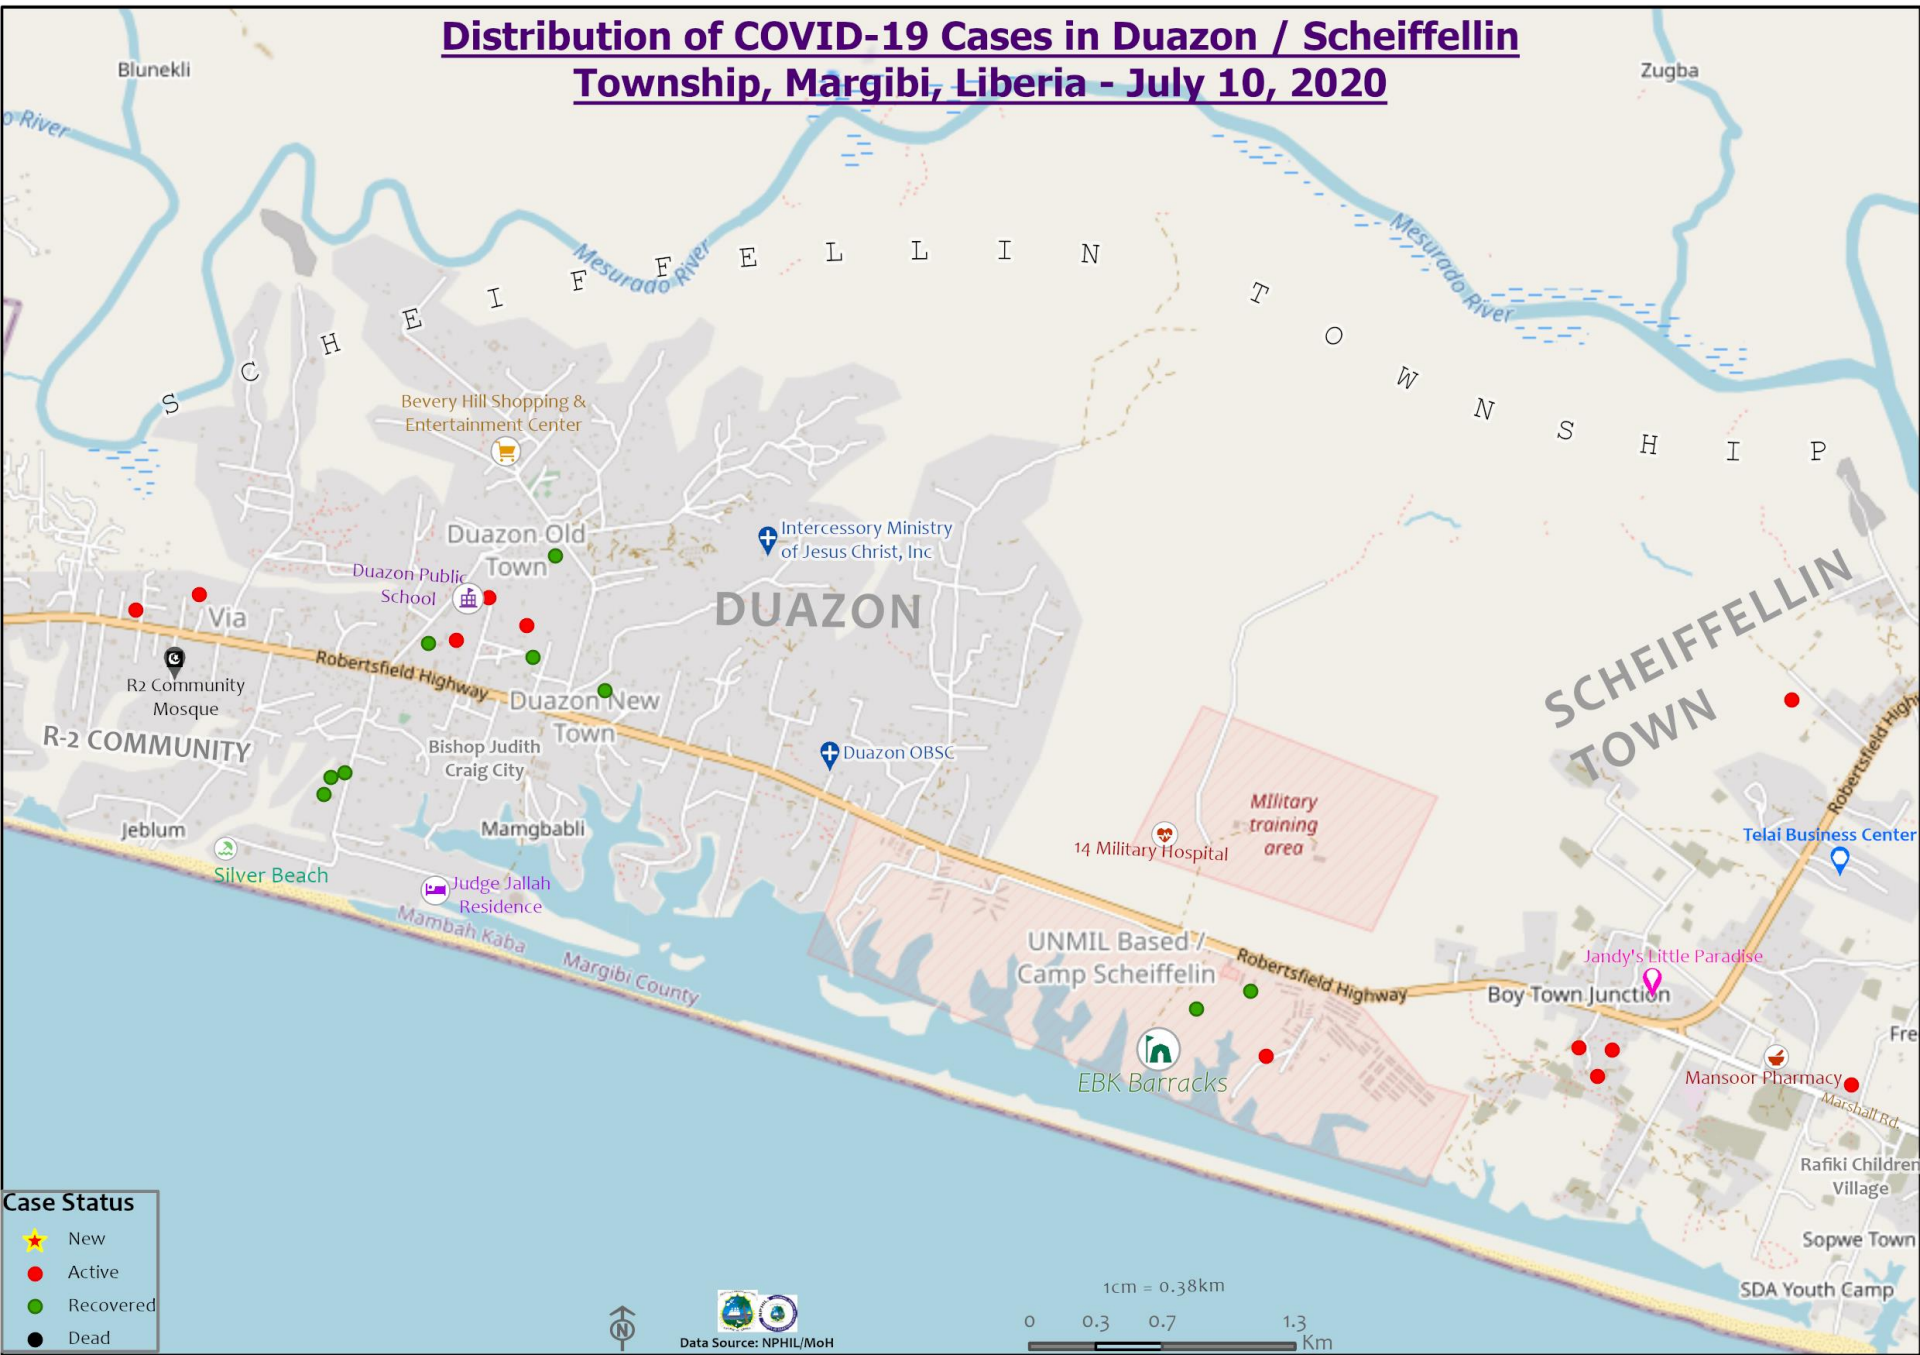 Distribution of COVID-19 Cases in Duazon / Scheiffellin
Township, Margibi, Liberia - July 10, 2020
Blunekli
Zugba
o River
Mesurado River
Mesurado River
SCHEIFFELLIN TOWNSHIP
Bevery Hill Shopping &
Entertainment Center
Duazon Old
Town
Intercessory Ministry
of Jesus Christ, Inc
Duazon Public
School
DUAZON
Via
SCHEIFFELLIN
TOWN
R2 Community
Mosque
Robertsfield Highway
Duazon New
Town
R-2 COMMUNITY
Bishop Judith
Craig City
Duazon OBSC
Robertsfield Highw
MIlitary
training
area
Jeblum
Mamgbabli
14 Military Hospital
Telai Business Center
Silver Beach
Judge Jallah
Residence
Mambah Kaba
Margibi County
UNMIL Based /
Camp Scheiffelin
Robertsfield Highway
Jandy's Little Paradise
Boy Town Junction
Fre
EBK Barracks
Mansoor Pharmacy
Marshall Rd.
Rafiki Children
Village
Sopwe Town
SDA Youth Camp
Case Status
New
Active
Recovered
Dead
Data Source: NPHIL/MoH
N
1cm = 0.38km
0 0.3 0.7 1.3
Km